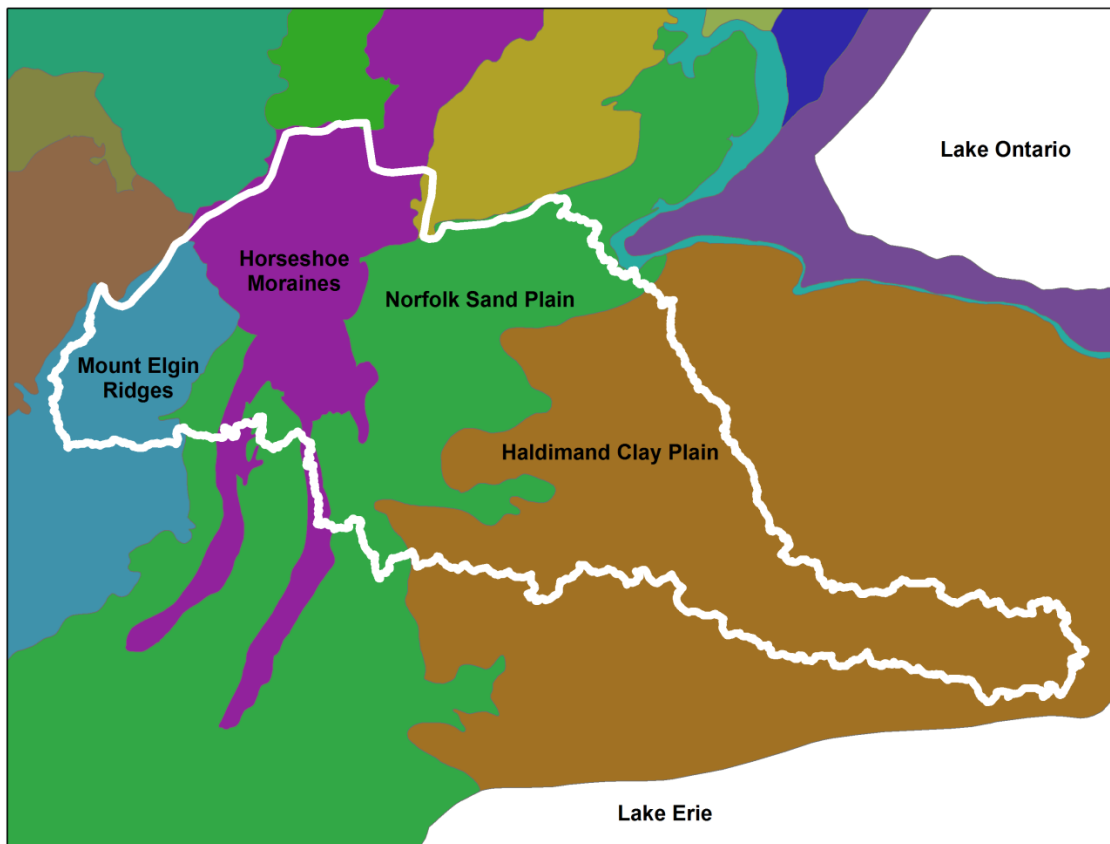 Lake Ontario
Horseshoe
Moraines
Norfolk Sand Plain
Mount Elgin
Ridges
Haldimand Clay Plain
Lake Erie